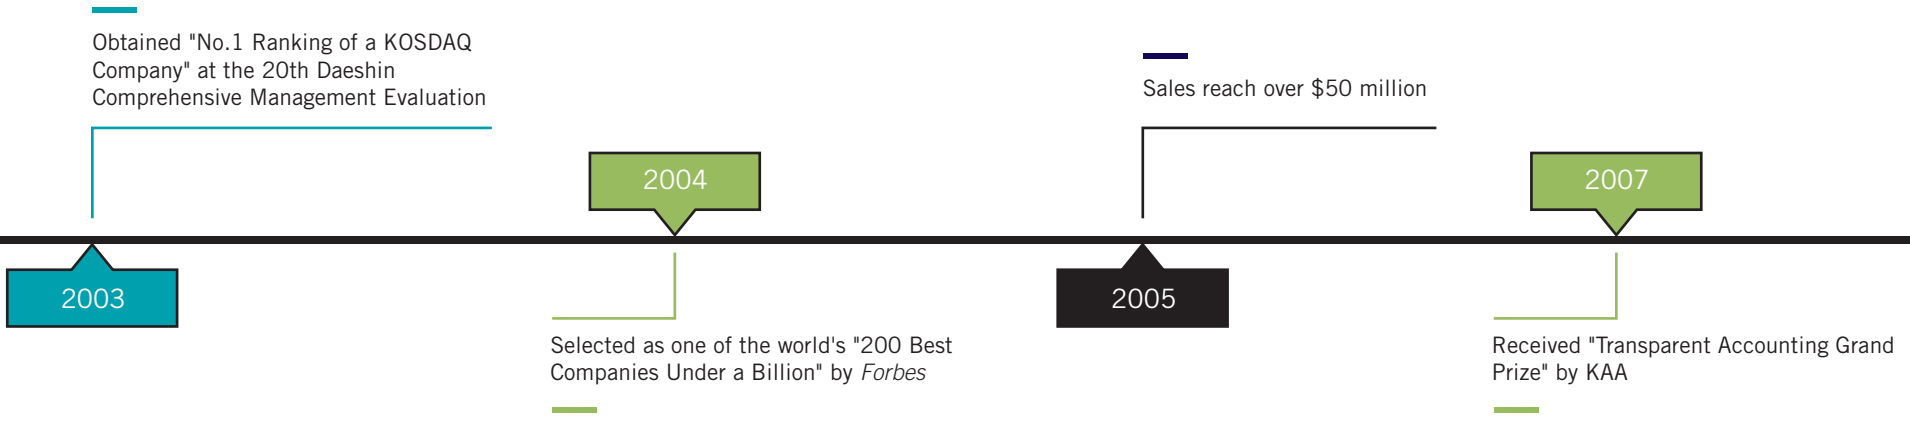 Obtained "No.1 Ranking of a KOSDAQ
Company" at the 20th Daeshin
Comprehensive Management Evaluation
2003
2004
Selected as one of the world's "200 Best
Companies Under a Billion" by Forbes
Sales reach over $50 million
2005
2007
Received "Transparent Accounting Grand
Prize" by KAA